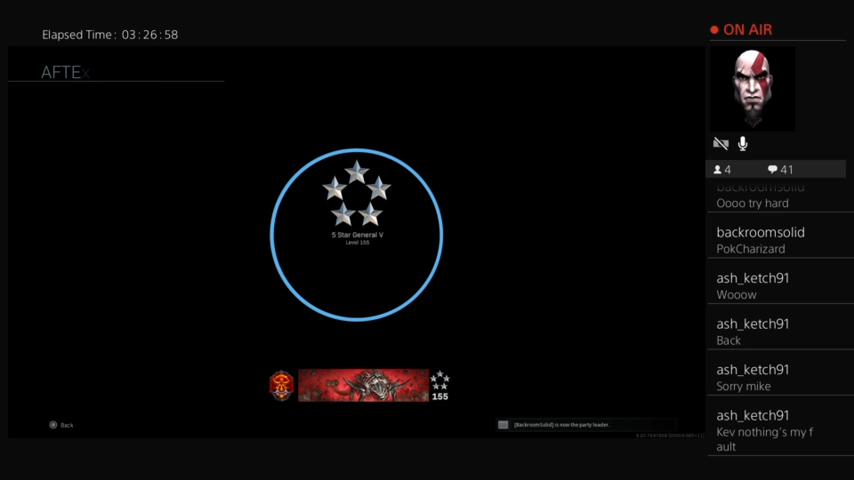 Elapsed Time: 03:26:58
ON AIR
AFTE
4
41
backroomsolid
Oooo try hard
backroomsolid
PokCharizard
ash_ketch91
Wooow
ash_ketch91
Back
ash_ketch91
Sorry mike
ash_ketch91
Kev nothing's my f
ault
5 Star General V
Level 155
155
Back
[BackroomSolid] is now the party leader.